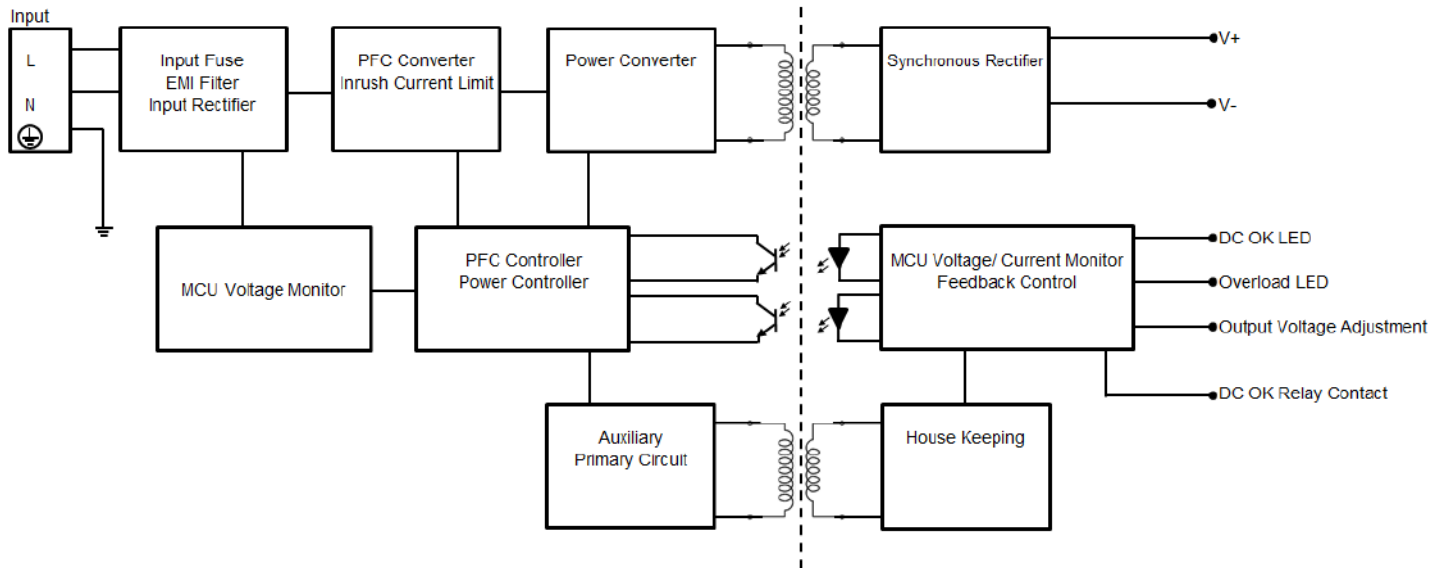 Input
L
N
Input Fuse
EMI Filter
Input Rectifier
PFC Converter
Inrush Current Limit
Power Converter
Synchronous Rectifier
V+
V-
MCU Voltage Monitor
PFC Controller
Power Controller
MCU Voltage/ Current Monitor
Feedback Control
DC OK LED
Overload LED
Output Voltage Adjustment
DC OK Relay Contact
Auxiliary
Primary Circuit
House Keeping